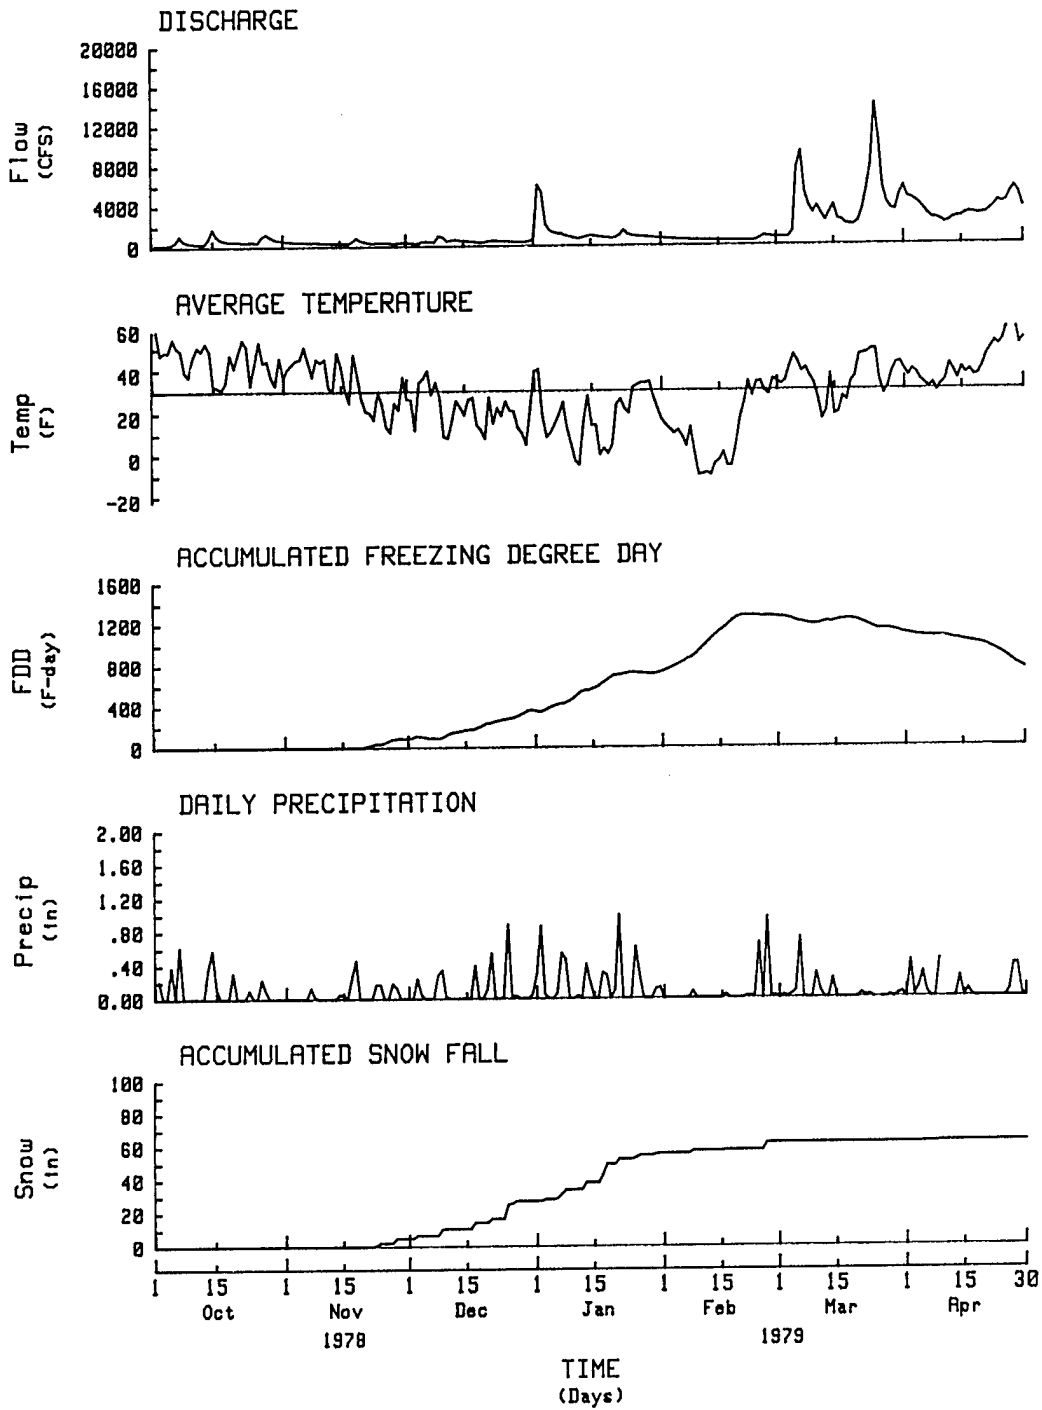 DISCHARGE
20000
16000
12000
8000
4000
0
Flow
(CFS)
AVERAGE TEMPERATURE
60
40
20
0
-20
Temp
(F)
ACCUMULATED FREEZING DEGREE DAY
1600
1200
800
400
0
FDD
(F-day)
DAILY PRECIPITATION
2.00
1.60
1.20
.80
.40
0.00
Precip
(in)
ACCUMULATED SNOW FALL
100
80
60
40
20
0
Snow
(in)
1 15 1 15 1 15 1 15 1 15 1 15 1 15 30
Oct Nov Dec Jan Feb Mar Apr
1978 1979
TIME
(Days)